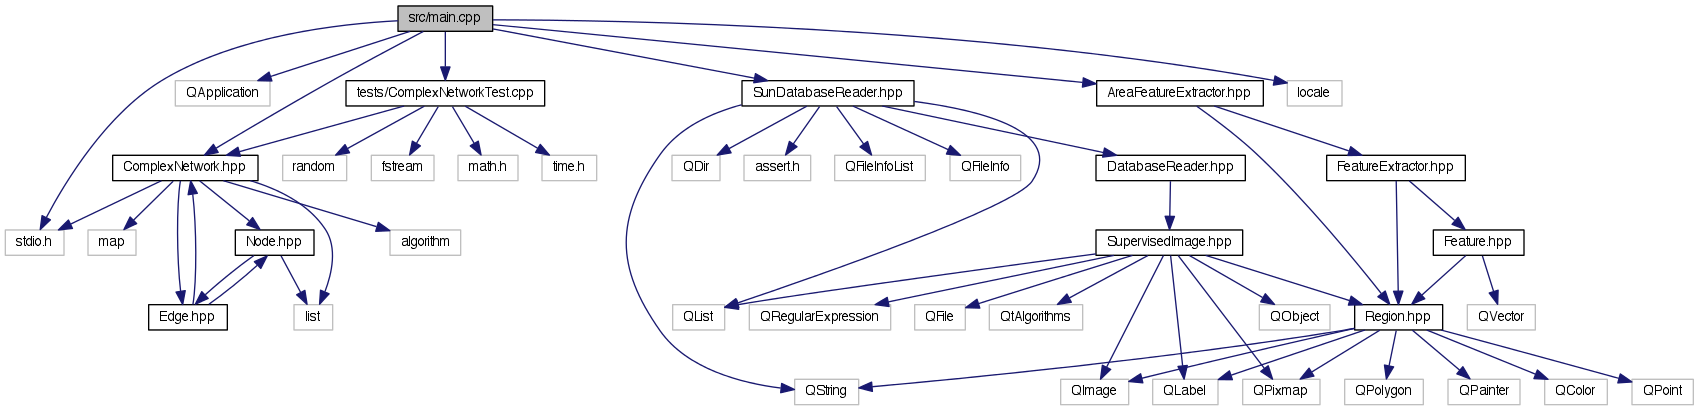 src/main.cpp
QApplication
tests/ComplexNetworkTest.cpp
SunDatabaseReader.hpp
AreaFeatureExtractor.hpp
locale
ComplexNetwork.hpp
random
fstream
math.h
time.h
QDir
assert.h
QFileInfoList
QFileInfo
DatabaseReader.hpp
FeatureExtractor.hpp
stdio.h
map
Node.hpp
algorithm
SupervisedImage.hpp
Feature.hpp
Edge.hpp
list
QList
QRegularExpression
QFile
QtAlgorithms
QObject
Region.hpp
QVector
QString
QImage
QLabel
QPixmap
QPolygon
QPainter
QColor
QPoint